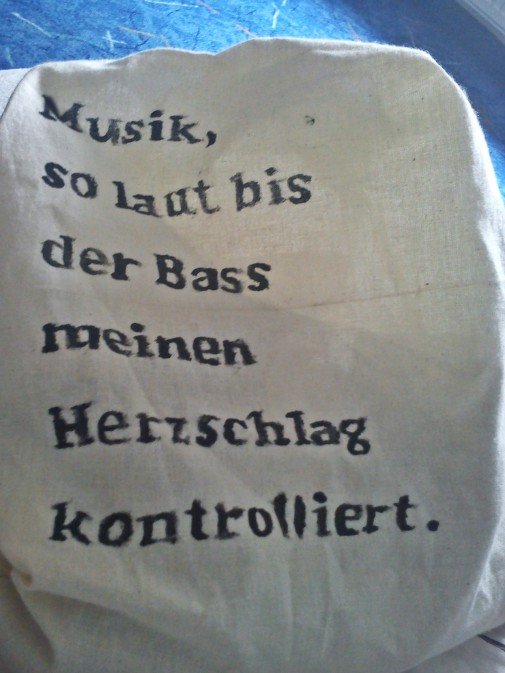 Musik,
so laut bis
der Bass
meinen
Herzschlag
kontrolliert.